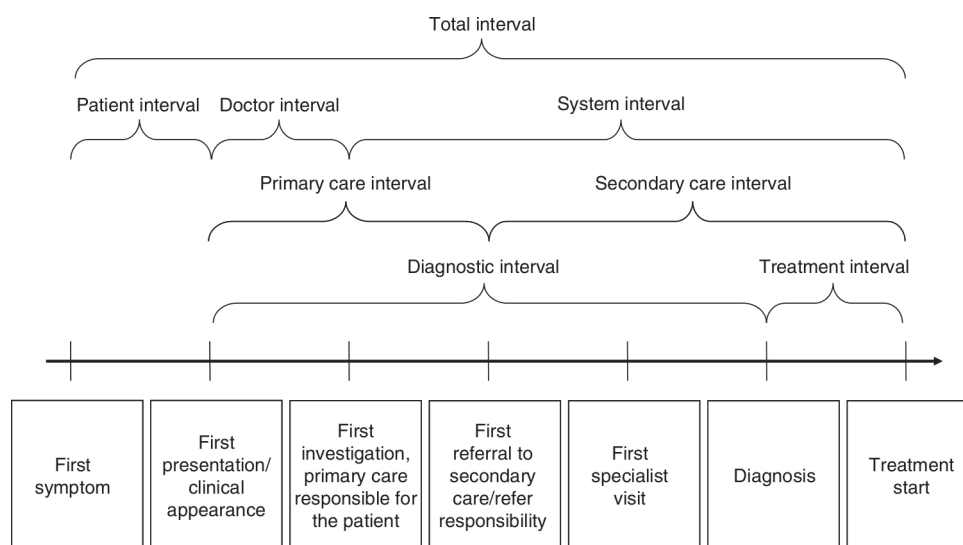 Total interval
Patient interval
Doctor interval
System interval
Primary care interval
Secondary care interval
Diagnostic interval
Treatment interval
First
symptom
First
presentation/
clinical
appearance
First
investigation,
primary care
responsible for
the patient
First
referral to
secondary
care/refer
responsibility
First
specialist
visit
Diagnosis
Treatment
start